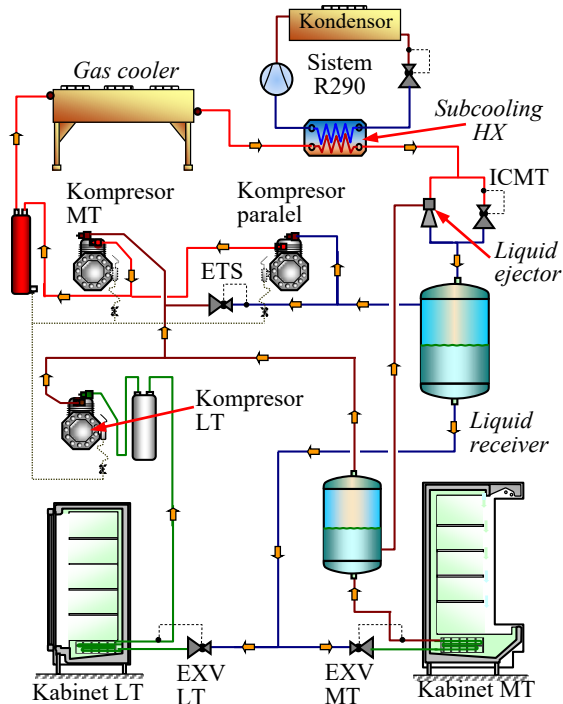 Kondensor
Sistem
R290
Gas cooler
Subcooling
HX
Kompresor
MT
Kompresor
paralel
ICMT
ETS
Liquid
ejector
Kompresor
LT
Liquid
receiver
EXV
LT
EXV
MT
Kabinet LT
Kabinet MT